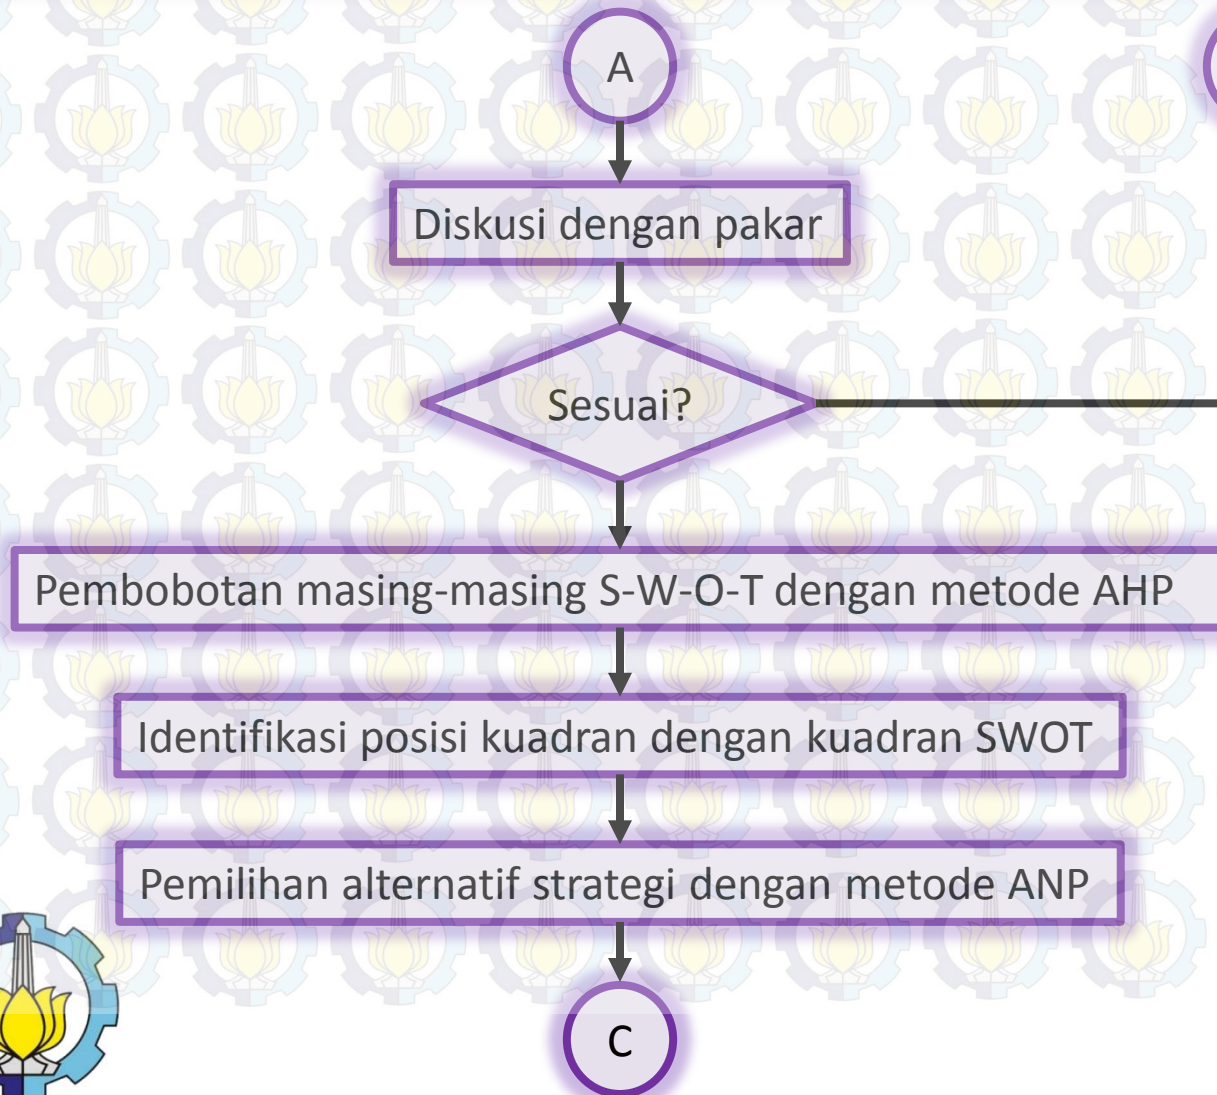 A
Diskusi dengan pakar
Sesuai?
Pembobotan masing-masing S-W-O-T dengan metode AHP
Identifikasi posisi kuadran dengan kuadran SWOT
Pemilihan alternatif strategi dengan metode ANP
C